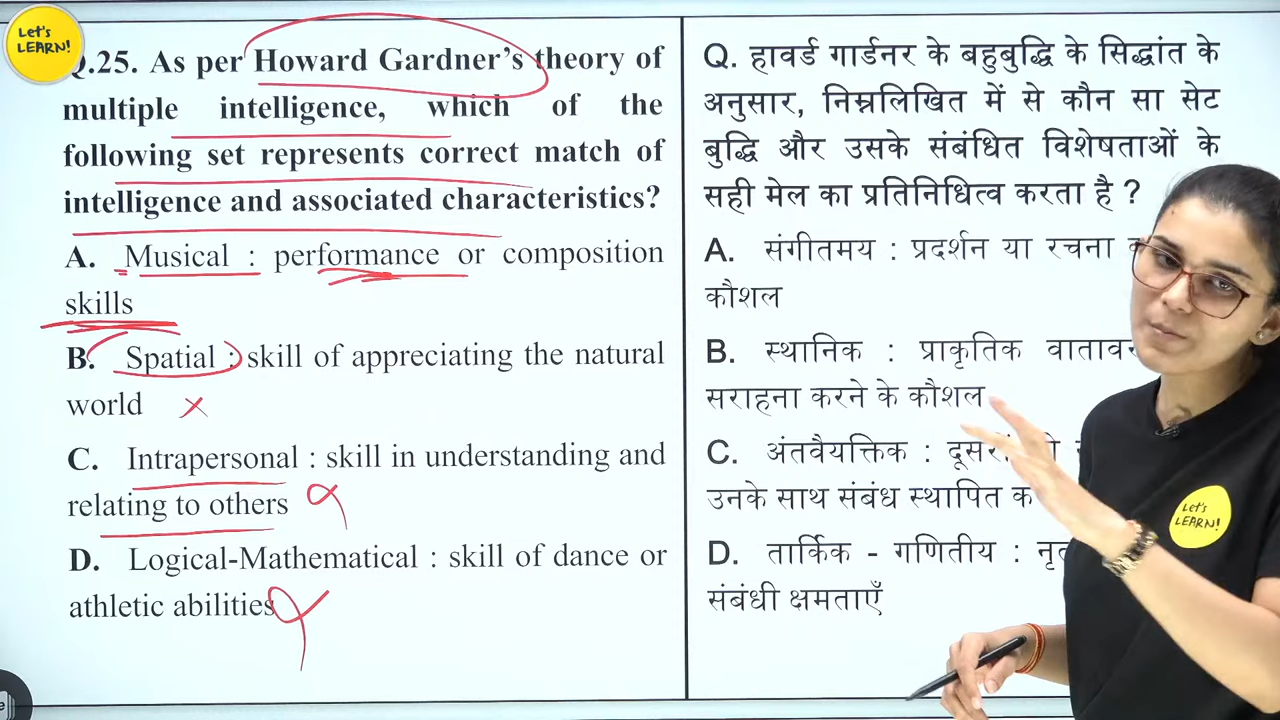 Let's
LEARN!
Q.25. As per Howard Gardner's theory of
multiple intelligence, which of the
following set represents correct match of
intelligence and associated characteristics?
A. Musical : performance or composition
skills
B. Spatial : skill of appreciating the natural
world
C. Intrapersonal : skill in understanding and
relating to others
D. Logical-Mathematical : skill of dance or
athletic abilities
Q. हावर्ड गार्डनर के बहुबुद्धि के सिद्धांत के
अनुसार, निम्नलिखित में से कौन सा सेट
बुद्धि और उसके संबंधित विशेषताओं के
सही मेल का प्रतिनिधित्व करता है ?
A. संगीतमय : प्रदर्शन या रचना
कौशल
B. स्थानिक : प्राकृतिक
सराहना करने के कौशल
C. अंतवैयक्तिक :
उनके साथ संबंध स्थापित
D. तार्किक - गणितीय :
संबंधी क्षमताएँ
Let's
LEARN!